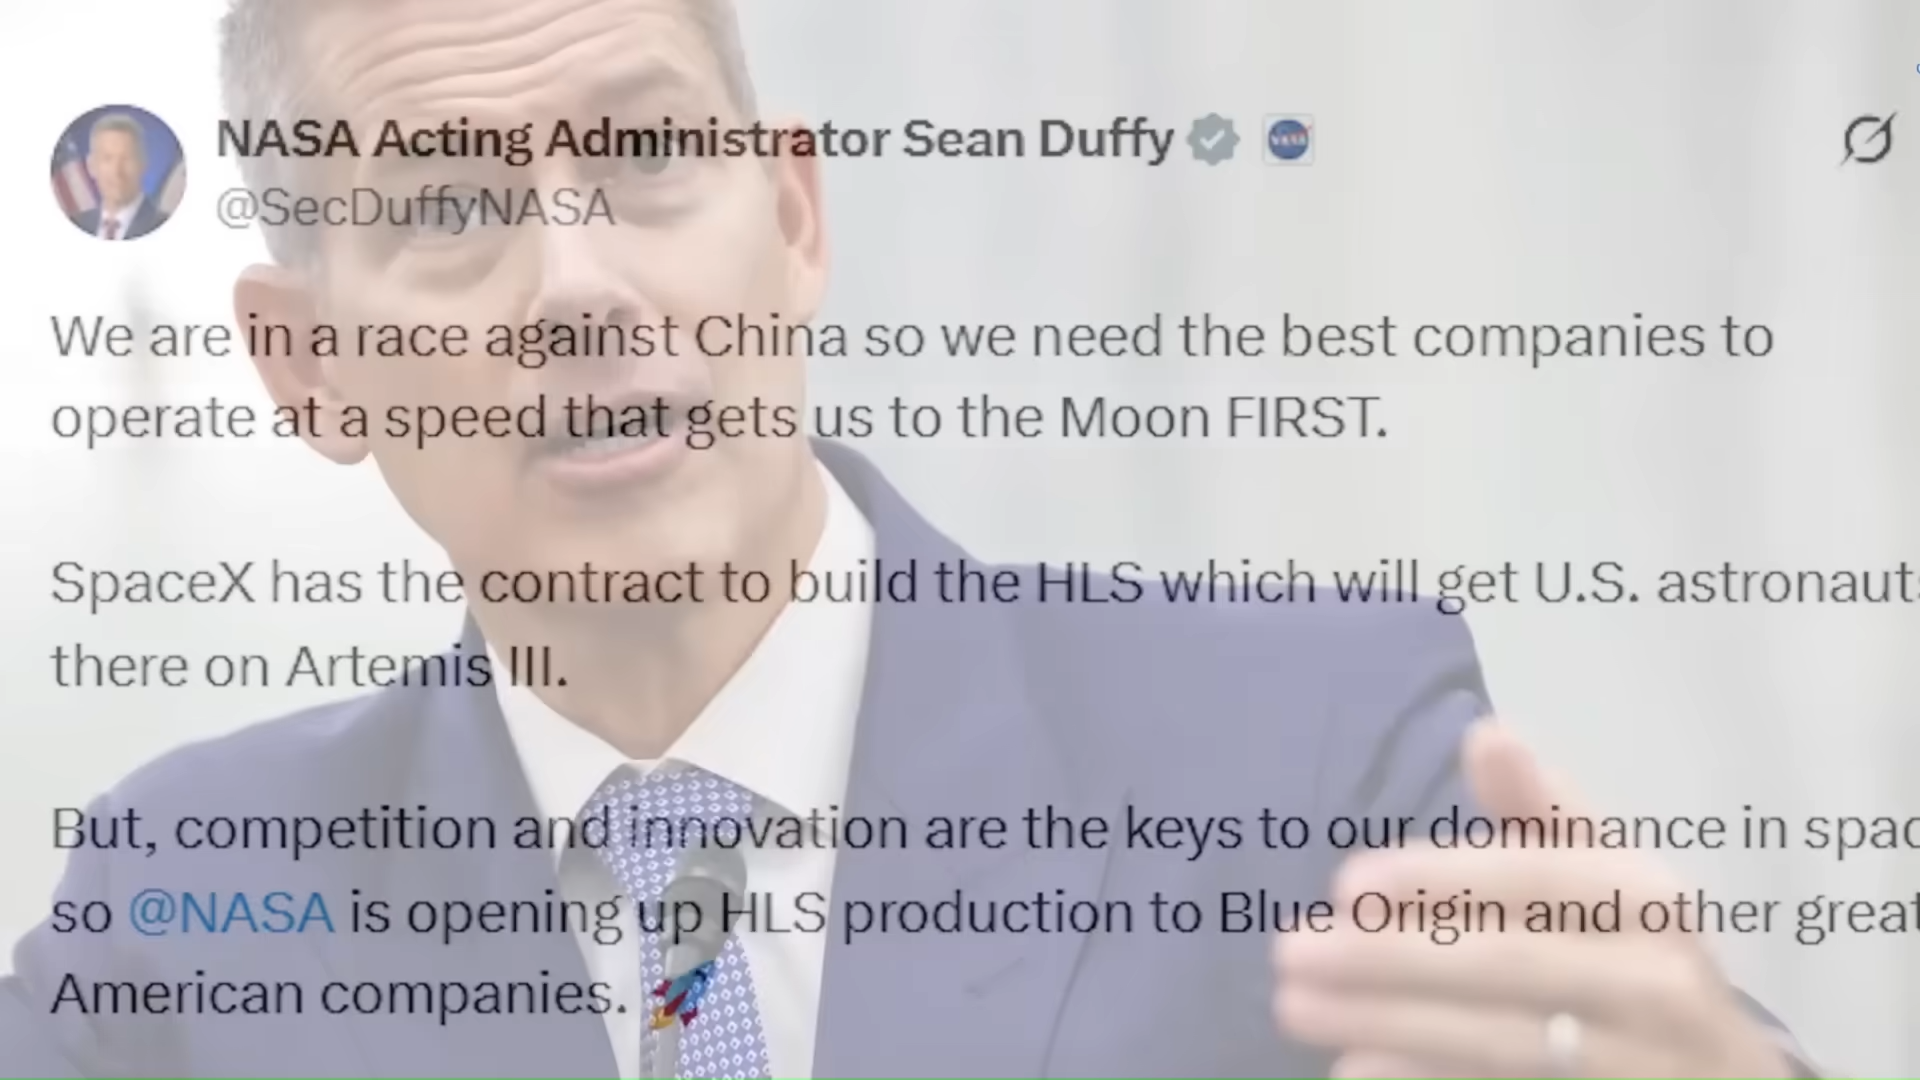 NASA Acting Administrator Sean Duffy
@SecDuffyNASA
We are in a race against China so we need the best companies to
operate at a speed that gets us to the Moon FIRST.
SpaceX has the contract to build the HLS which will get U.S. astronauts
there on Artemis III.
But, competition and innovation are the keys to our dominance in spac
so @NASA is opening up HLS production to Blue Origin and other great
American companies.